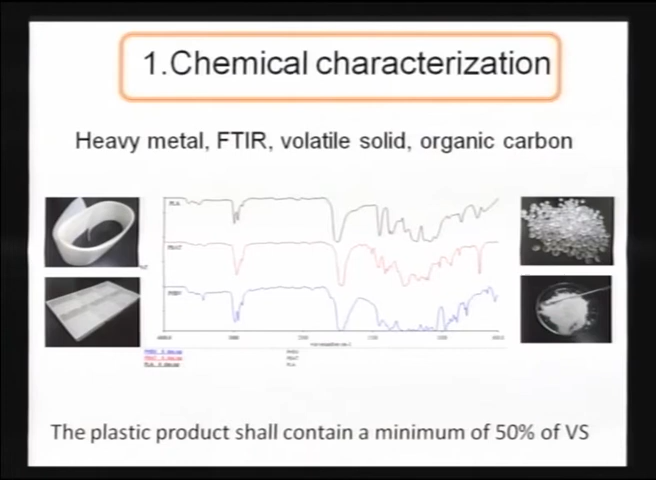 1.Chemical characterization
Heavy metal, FTIR, volatile solid, organic carbon
PLA
PBAT
The plastic product shall contain a minimum of 50% of VS